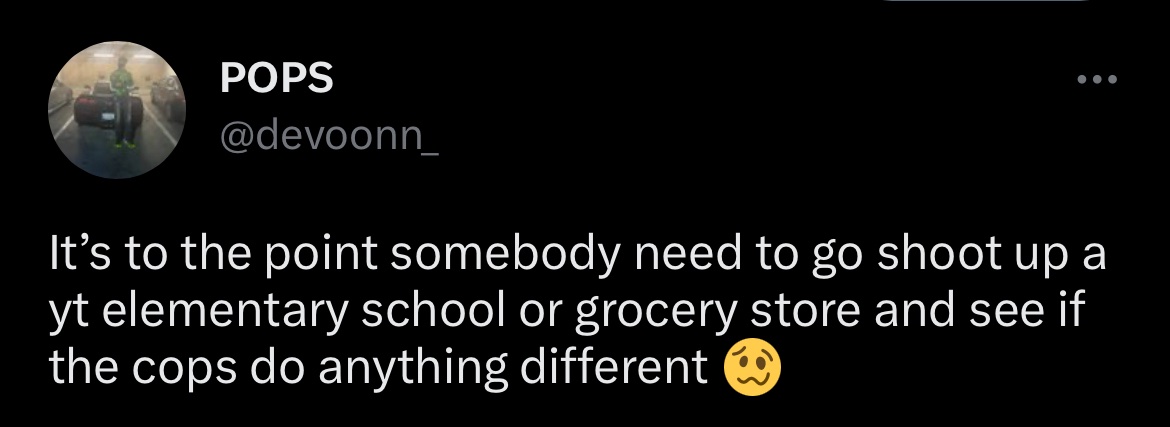 POPS
@devoonn_
It’s to the point somebody need to go shoot up a
yt elementary school or grocery store and see if
the cops do anything different 🥴